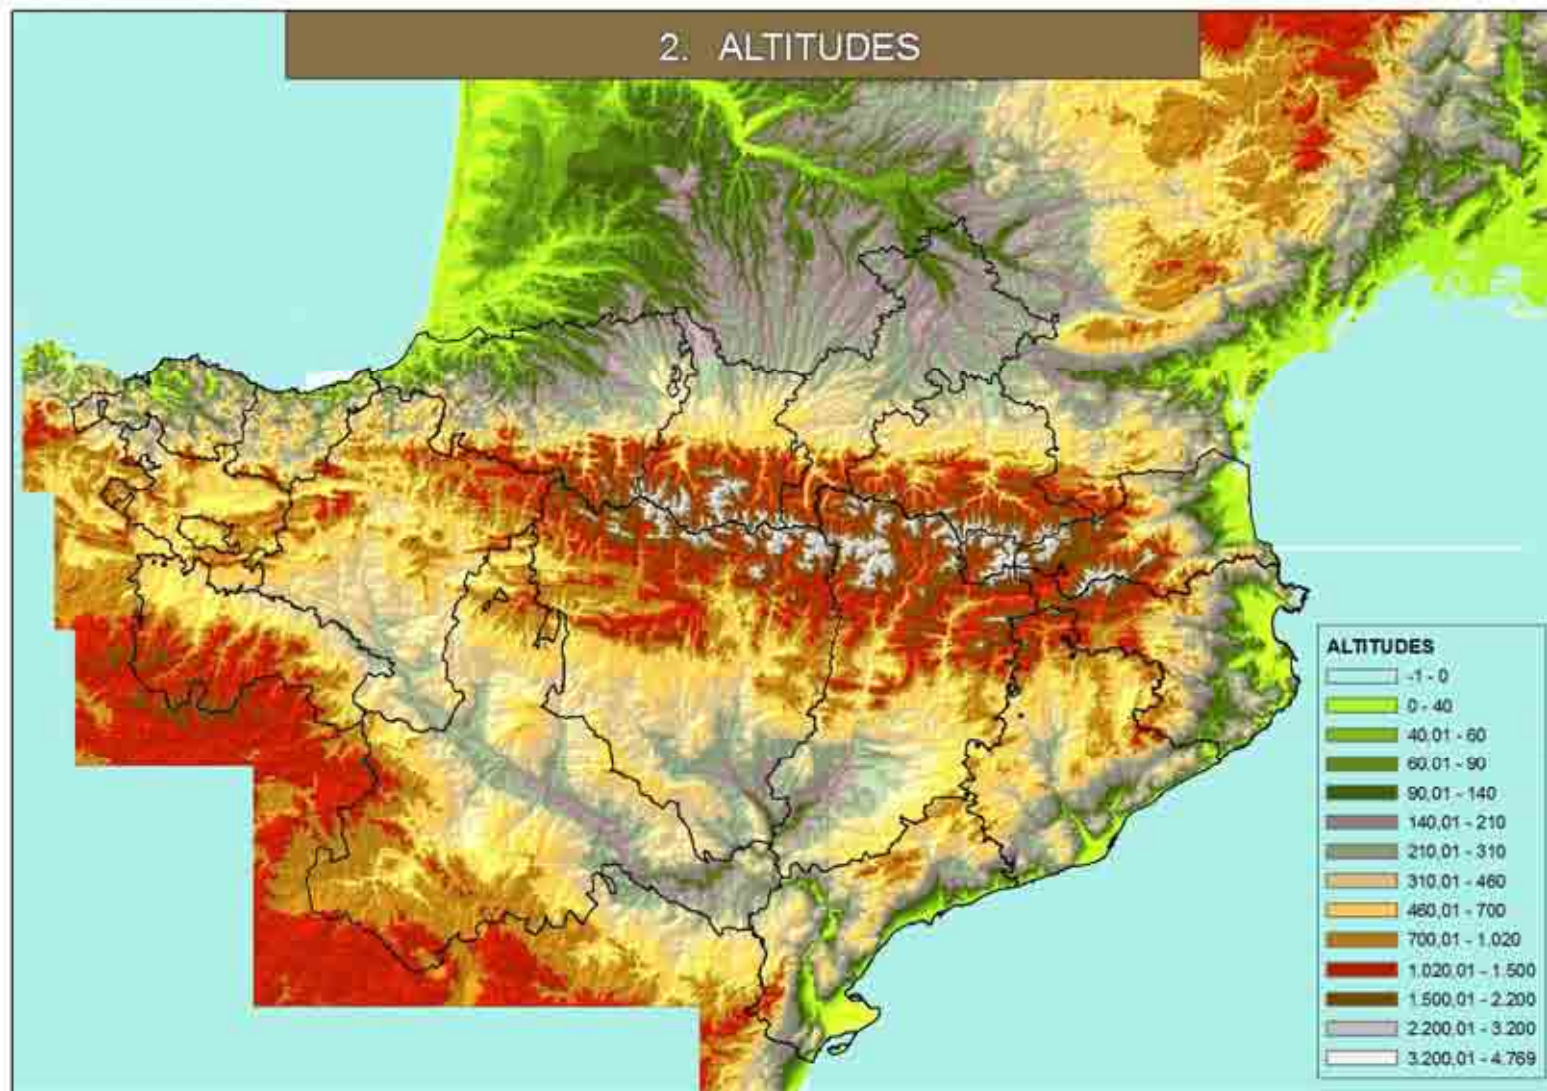 2. ALTITUDES
ALTITUDES
-1 - 0
0 - 40
40,01 - 60
60,01 - 90
90,01 - 140
140,01 - 210
210,01 - 310
310,01 - 460
460,01 - 700
700,01 - 1.020
1.020,01 - 1.500
1.500,01 - 2.200
2.200,01 - 3.200
3.200,01 - 4.769